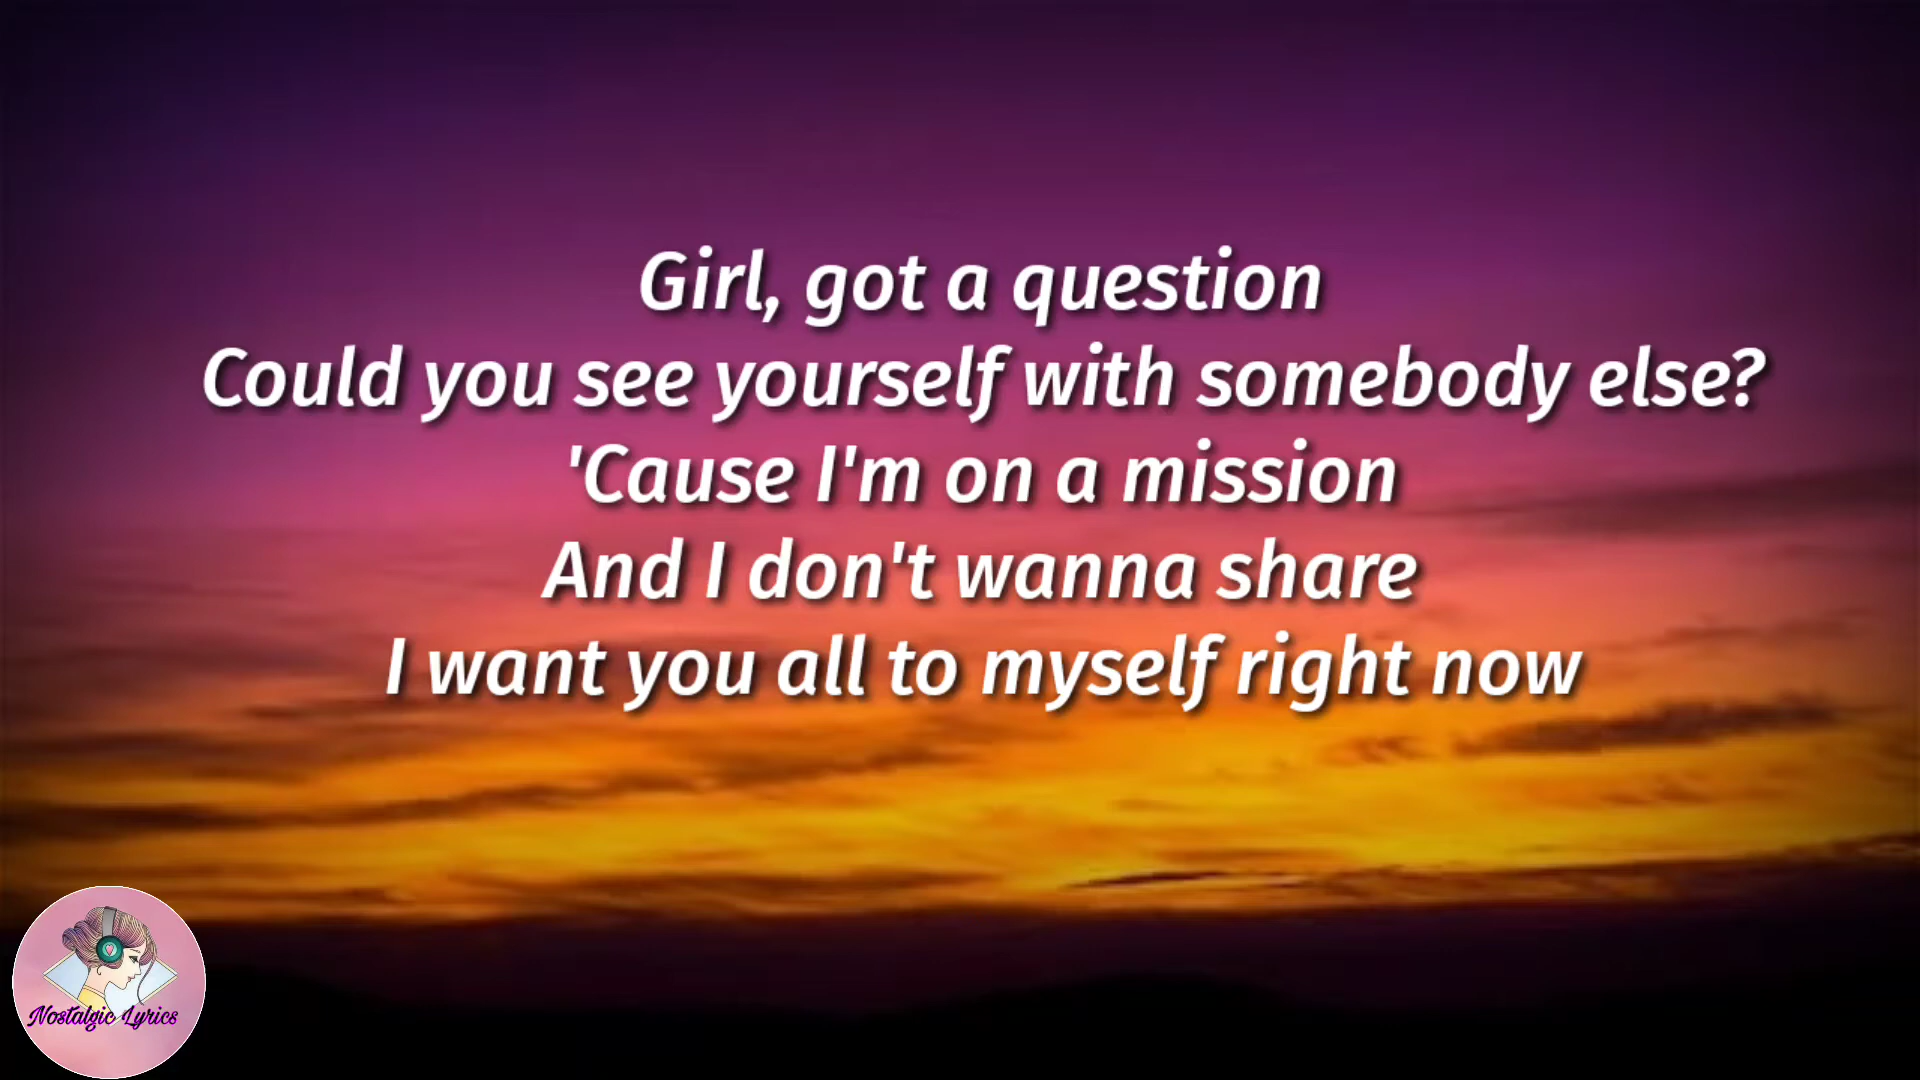 Girl, got a question
Could you see yourself with somebody else?
'Cause I'm on a mission
And I don't wanna share
I want you all to myself right now
Nostalgic Lyrics